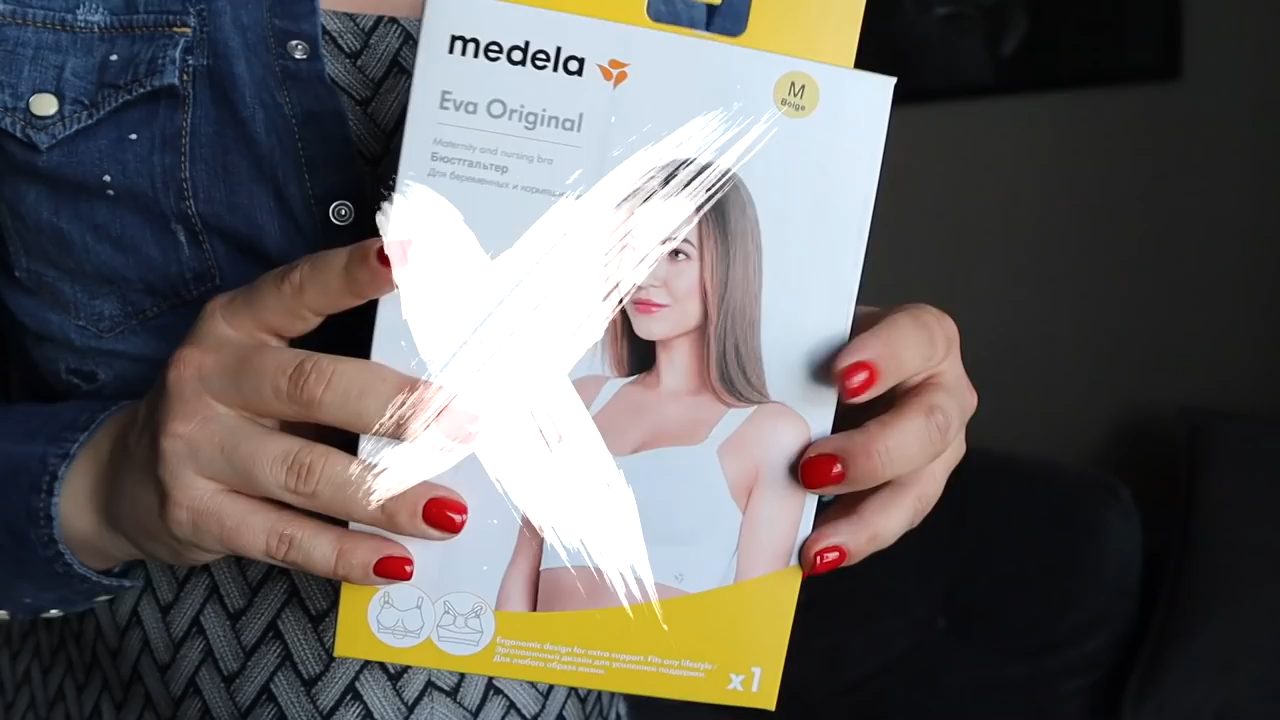 medela
M
Beige
Eva Original
Maternity and nursing bra
Бюстгальтер
Для беременных и кормящих
Ergonomic design for extra support. Fits any lifestyle /
Эргономичный дизайн для усиленной поддержки.
Для любого образа жизни.
x1